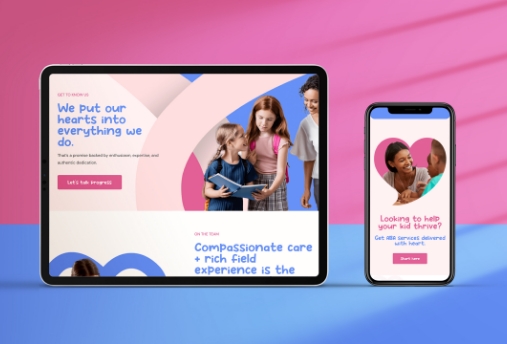 GET TO KNOW US
We put our
hearts into
everything we
do.
That's a promise backed by enthusiasm, expertise, and
authentic dedication.
Let's talk progress
ON THE TEAM
Compassionate care
+ rich field
experience is the
Looking to help
your kid thrive?
Get ABA Services delivered
with heart.
Start here